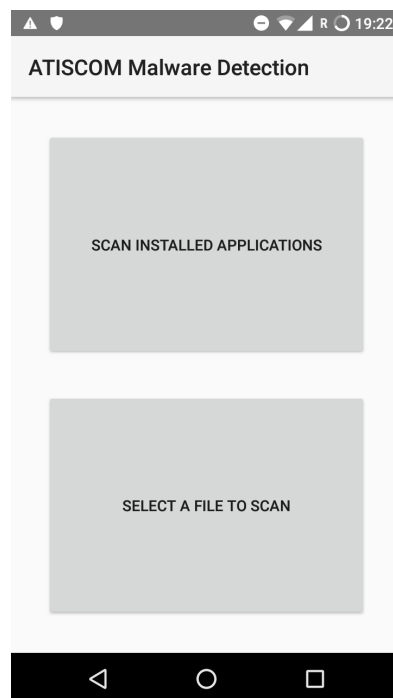 R 19:22
ATISCOM Malware Detection
SCAN INSTALLED APPLICATIONS
SELECT A FILE TO SCAN